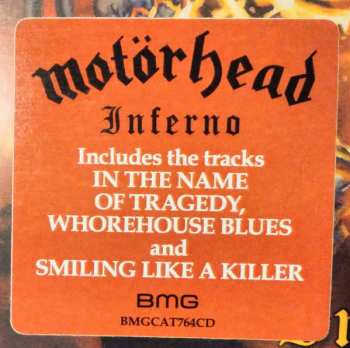 motörhead
Inferno
Includes the tracks
IN THE NAME
OF TRAGEDY,
WHOREHOUSE BLUES
and
SMILING LIKE A KILLER
BMG
BMGCAT764CD